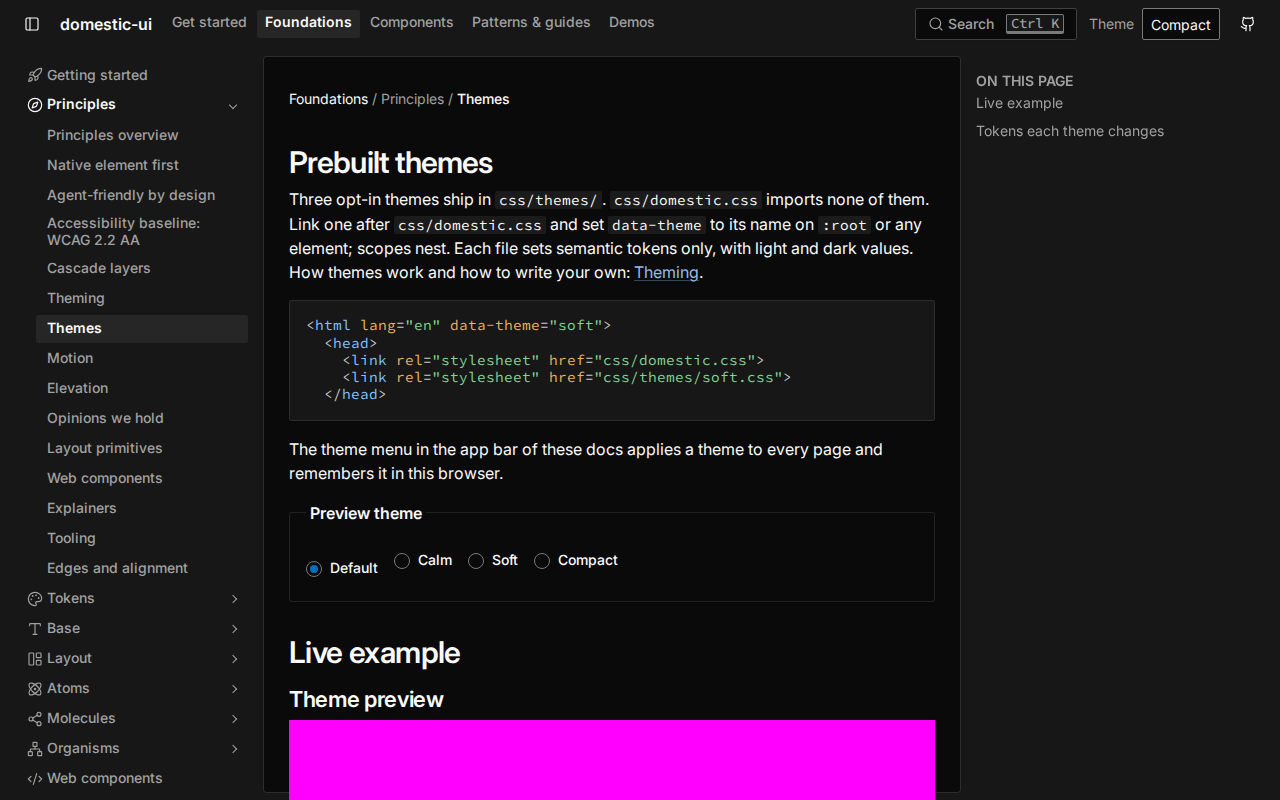 domestic-ui
Get started
Foundations
Components
Patterns & guides
Demos
Search
Ctrl K
Theme
Compact
Getting started
Principles
Principles overview
Native element first
Agent-friendly by design
Accessibility baseline:
WCAG 2.2 AA
Cascade layers
Theming
Themes
Motion
Elevation
Opinions we hold
Layout primitives
Web components
Explainers
Tooling
Edges and alignment
Tokens
Base
Layout
Atoms
Molecules
Organisms
Web components
Foundations / Principles / Themes
Prebuilt themes
Three opt-in themes ship in css/themes/. css/domestic.css imports none of them.
Link one after css/domestic.css and set data-theme to its name on :root or any
element; scopes nest. Each file sets semantic tokens only, with light and dark values.
How themes work and how to write your own: Theming.
<html lang="en" data-theme="soft">
<head>
<link rel="stylesheet" href="css/domestic.css">
<link rel="stylesheet" href="css/themes/soft.css">
</head>
The theme menu in the app bar of these docs applies a theme to every page and
remembers it in this browser.
Preview theme
Default
Calm
Soft
Compact
Live example
Theme preview
ON THIS PAGE
Live example
Tokens each theme changes